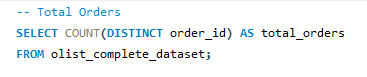 -- Total Orders
SELECT COUNT(DISTINCT order_id) AS total_orders
FROM olist_complete_dataset;